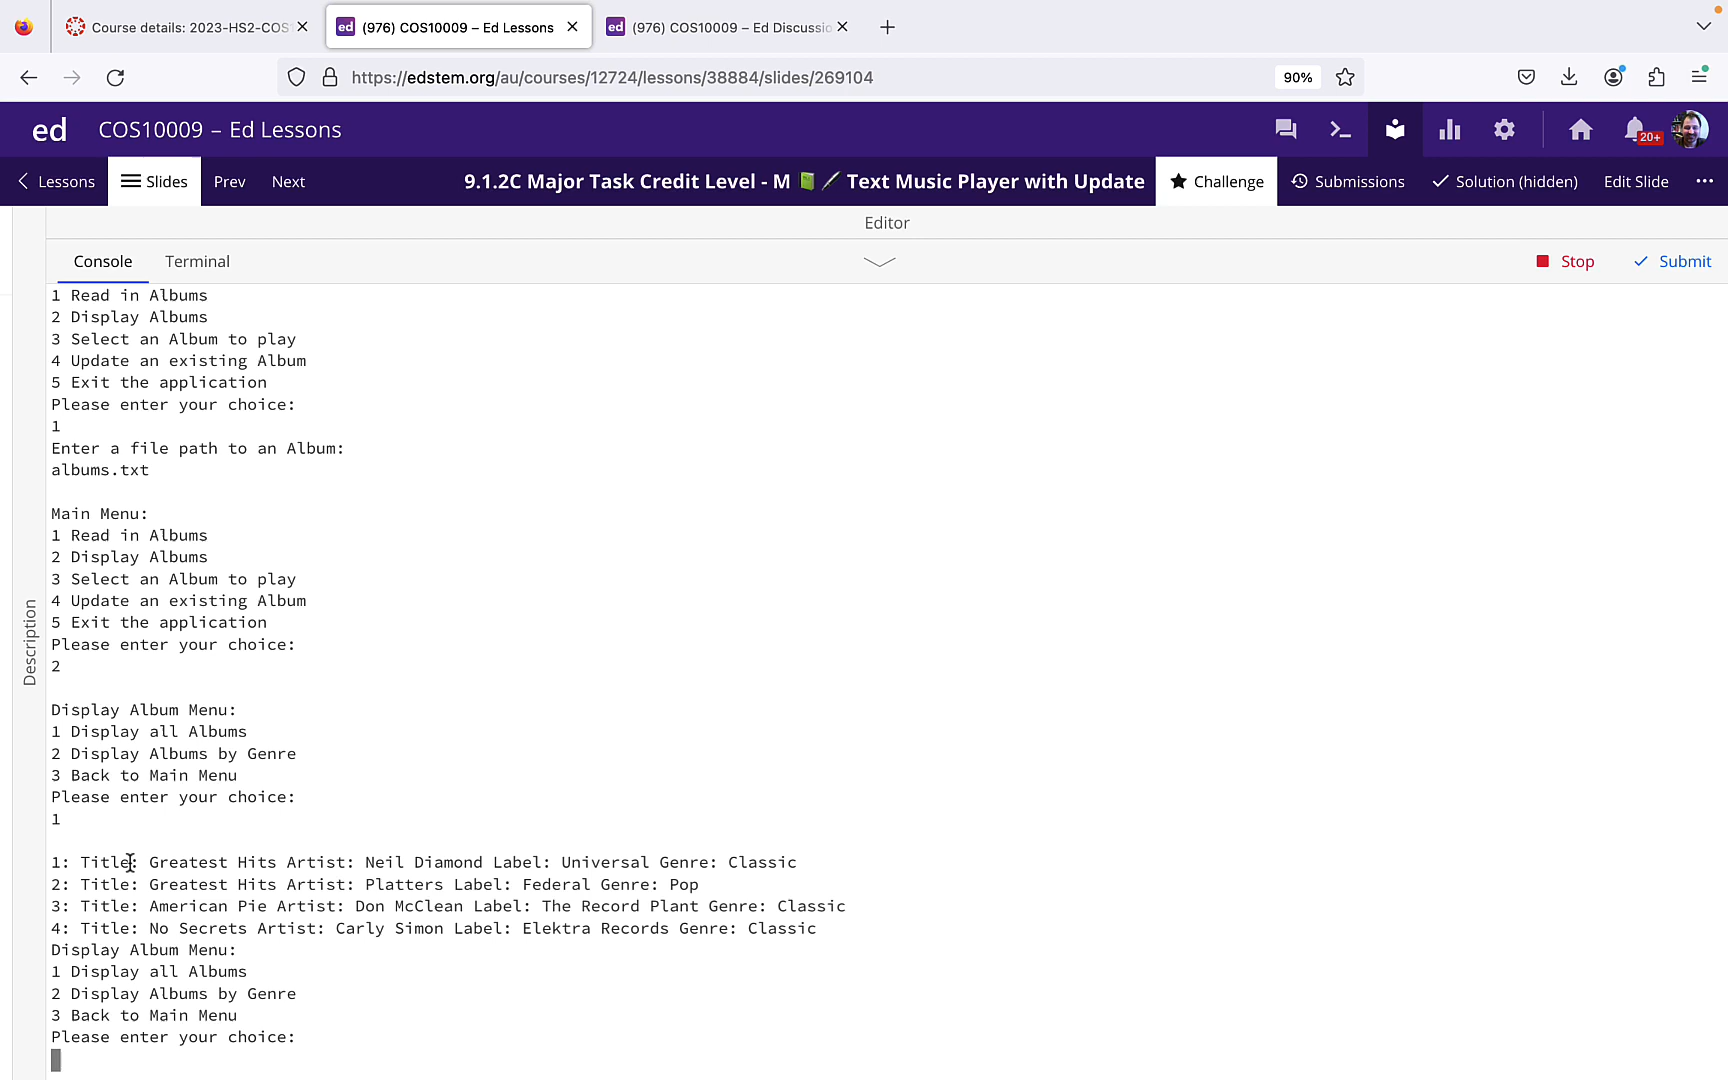 Course details: 2023-HS2-COS
(976) COS10009 – Ed Lessons
(976) COS10009 – Ed Discussio
https://edstem.org/au/courses/12724/lessons/38884/slides/269104
90%
ed
COS10009 – Ed Lessons
20+
Lessons
Slides
Prev
Next
9.1.2C Major Task Credit Level - M 📗 🖊️ Text Music Player with Update
Challenge
Submissions
Solution (hidden)
Edit Slide
Editor
Console
Terminal
Stop
Submit
Description
1 Read in Albums
2 Display Albums
3 Select an Album to play
4 Update an existing Album
5 Exit the application
Please enter your choice:
1
Enter a file path to an Album:
albums.txt
Main Menu:
1 Read in Albums
2 Display Albums
3 Select an Album to play
4 Update an existing Album
5 Exit the application
Please enter your choice:
2
Display Album Menu:
1 Display all Albums
2 Display Albums by Genre
3 Back to Main Menu
Please enter your choice:
1
1: Title: Greatest Hits Artist: Neil Diamond Label: Universal Genre: Classic
2: Title: Greatest Hits Artist: Platters Label: Federal Genre: Pop
3: Title: American Pie Artist: Don McClean Label: The Record Plant Genre: Classic
4: Title: No Secrets Artist: Carly Simon Label: Elektra Records Genre: Classic
Display Album Menu:
1 Display all Albums
2 Display Albums by Genre
3 Back to Main Menu
Please enter your choice: